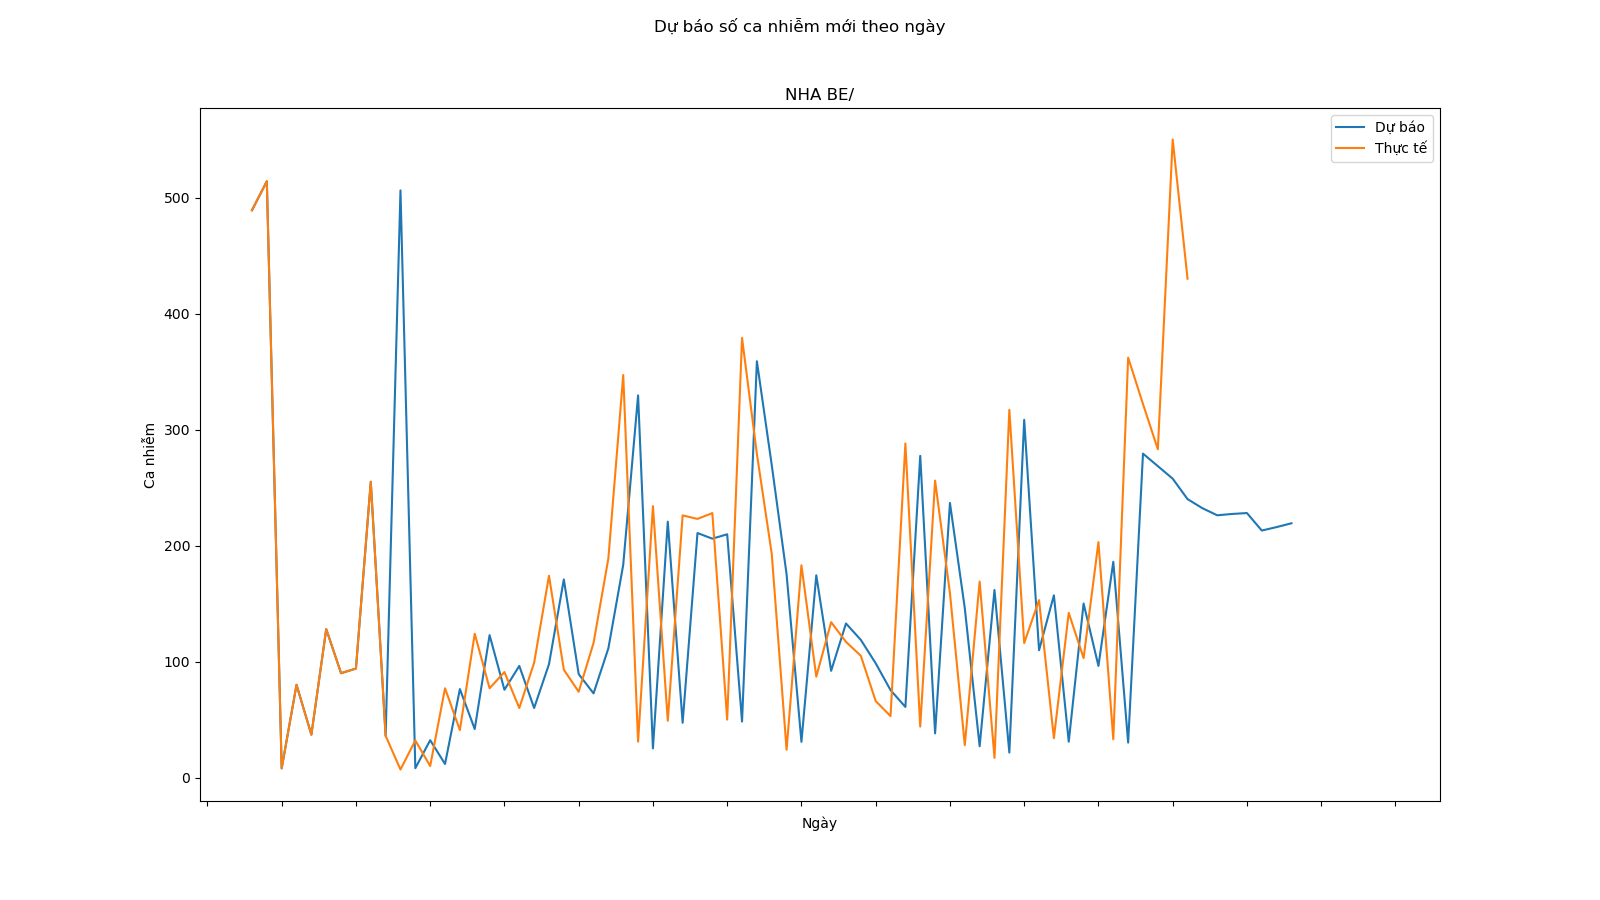 Dự báo số ca nhiễm mới theo ngày
NHA BE/
Dự báo
Thực tế
500
400
300
200
100
0
Ca nhiễm
Ngày